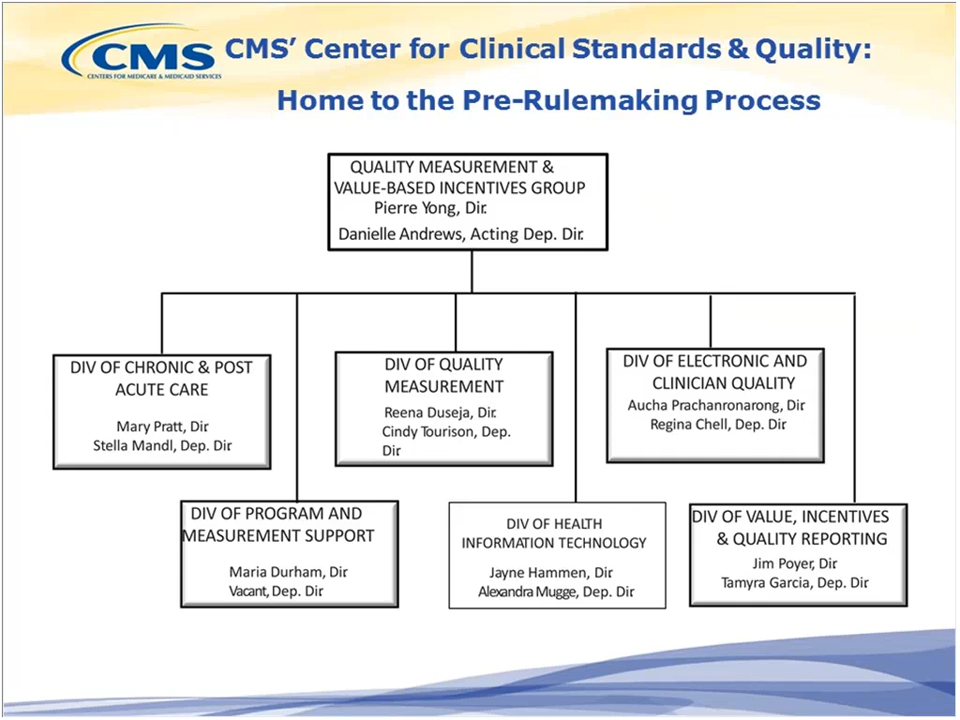 CMS
CENTERS FOR MEDICARE & MEDICAID SERVICES
CMS’ Center for Clinical Standards & Quality:
Home to the Pre-Rulemaking Process
QUALITY MEASUREMENT &
VALUE-BASED INCENTIVES GROUP
Pierre Yong, Dir.
Danielle Andrews, Acting Dep. Dir.
DIV OF CHRONIC & POST
ACUTE CARE
Mary Pratt, Dir.
Stella Mandl, Dep. Dir.
DIV OF QUALITY
MEASUREMENT
Reena Duseja, Dir.
Cindy Tourison, Dep.
Dir.
DIV OF ELECTRONIC AND
CLINICIAN QUALITY
Aucha Prachanronarong, Dir.
Regina Chell, Dep. Dir.
DIV OF PROGRAM AND
MEASUREMENT SUPPORT
Maria Durham, Dir.
Vacant, Dep. Dir.
DIV OF HEALTH
INFORMATION TECHNOLOGY
Jayne Hammen, Dir.
Alexandra Mugge, Dep. Dir.
DIV OF VALUE, INCENTIVES
& QUALITY REPORTING
Jim Poyer, Dir.
Tamyra Garcia, Dep. Dir.